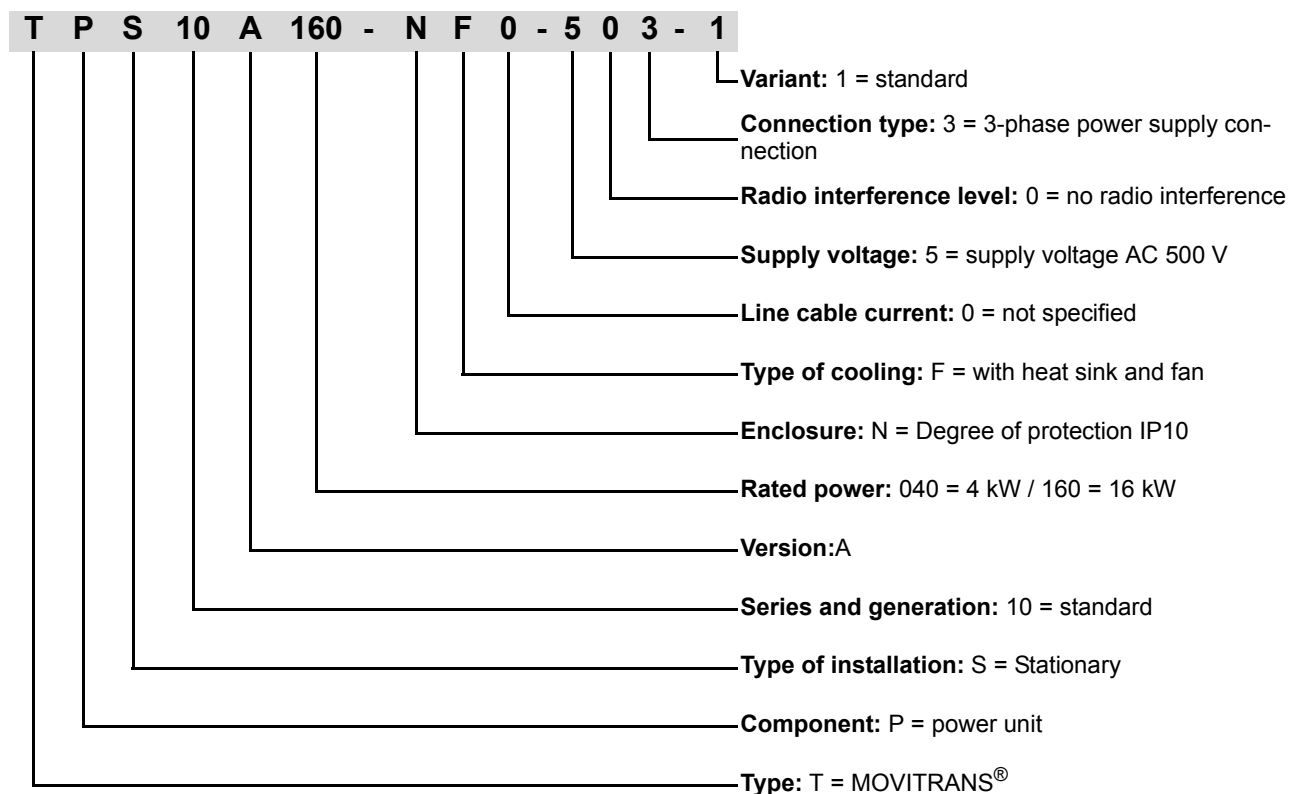 T P S 10 A 160 - N F 0 - 5 0 3 - 1
Variant: 1 = standard
Connection type: 3 = 3-phase power supply con-
nection
Radio interference level: 0 = no radio interference
Supply voltage: 5 = supply voltage AC 500 V
Line cable current: 0 = not specified
Type of cooling: F = with heat sink and fan
Enclosure: N = Degree of protection IP10
Rated power: 040 = 4 kW / 160 = 16 kW
Version:A
Series and generation: 10 = standard
Type of installation: S = Stationary
Component: P = power unit
Type: T = MOVITRANS®